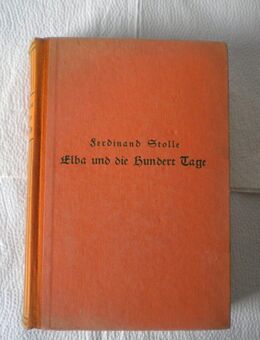 Ferdinand Stolle
Elba und die Hundert Tage